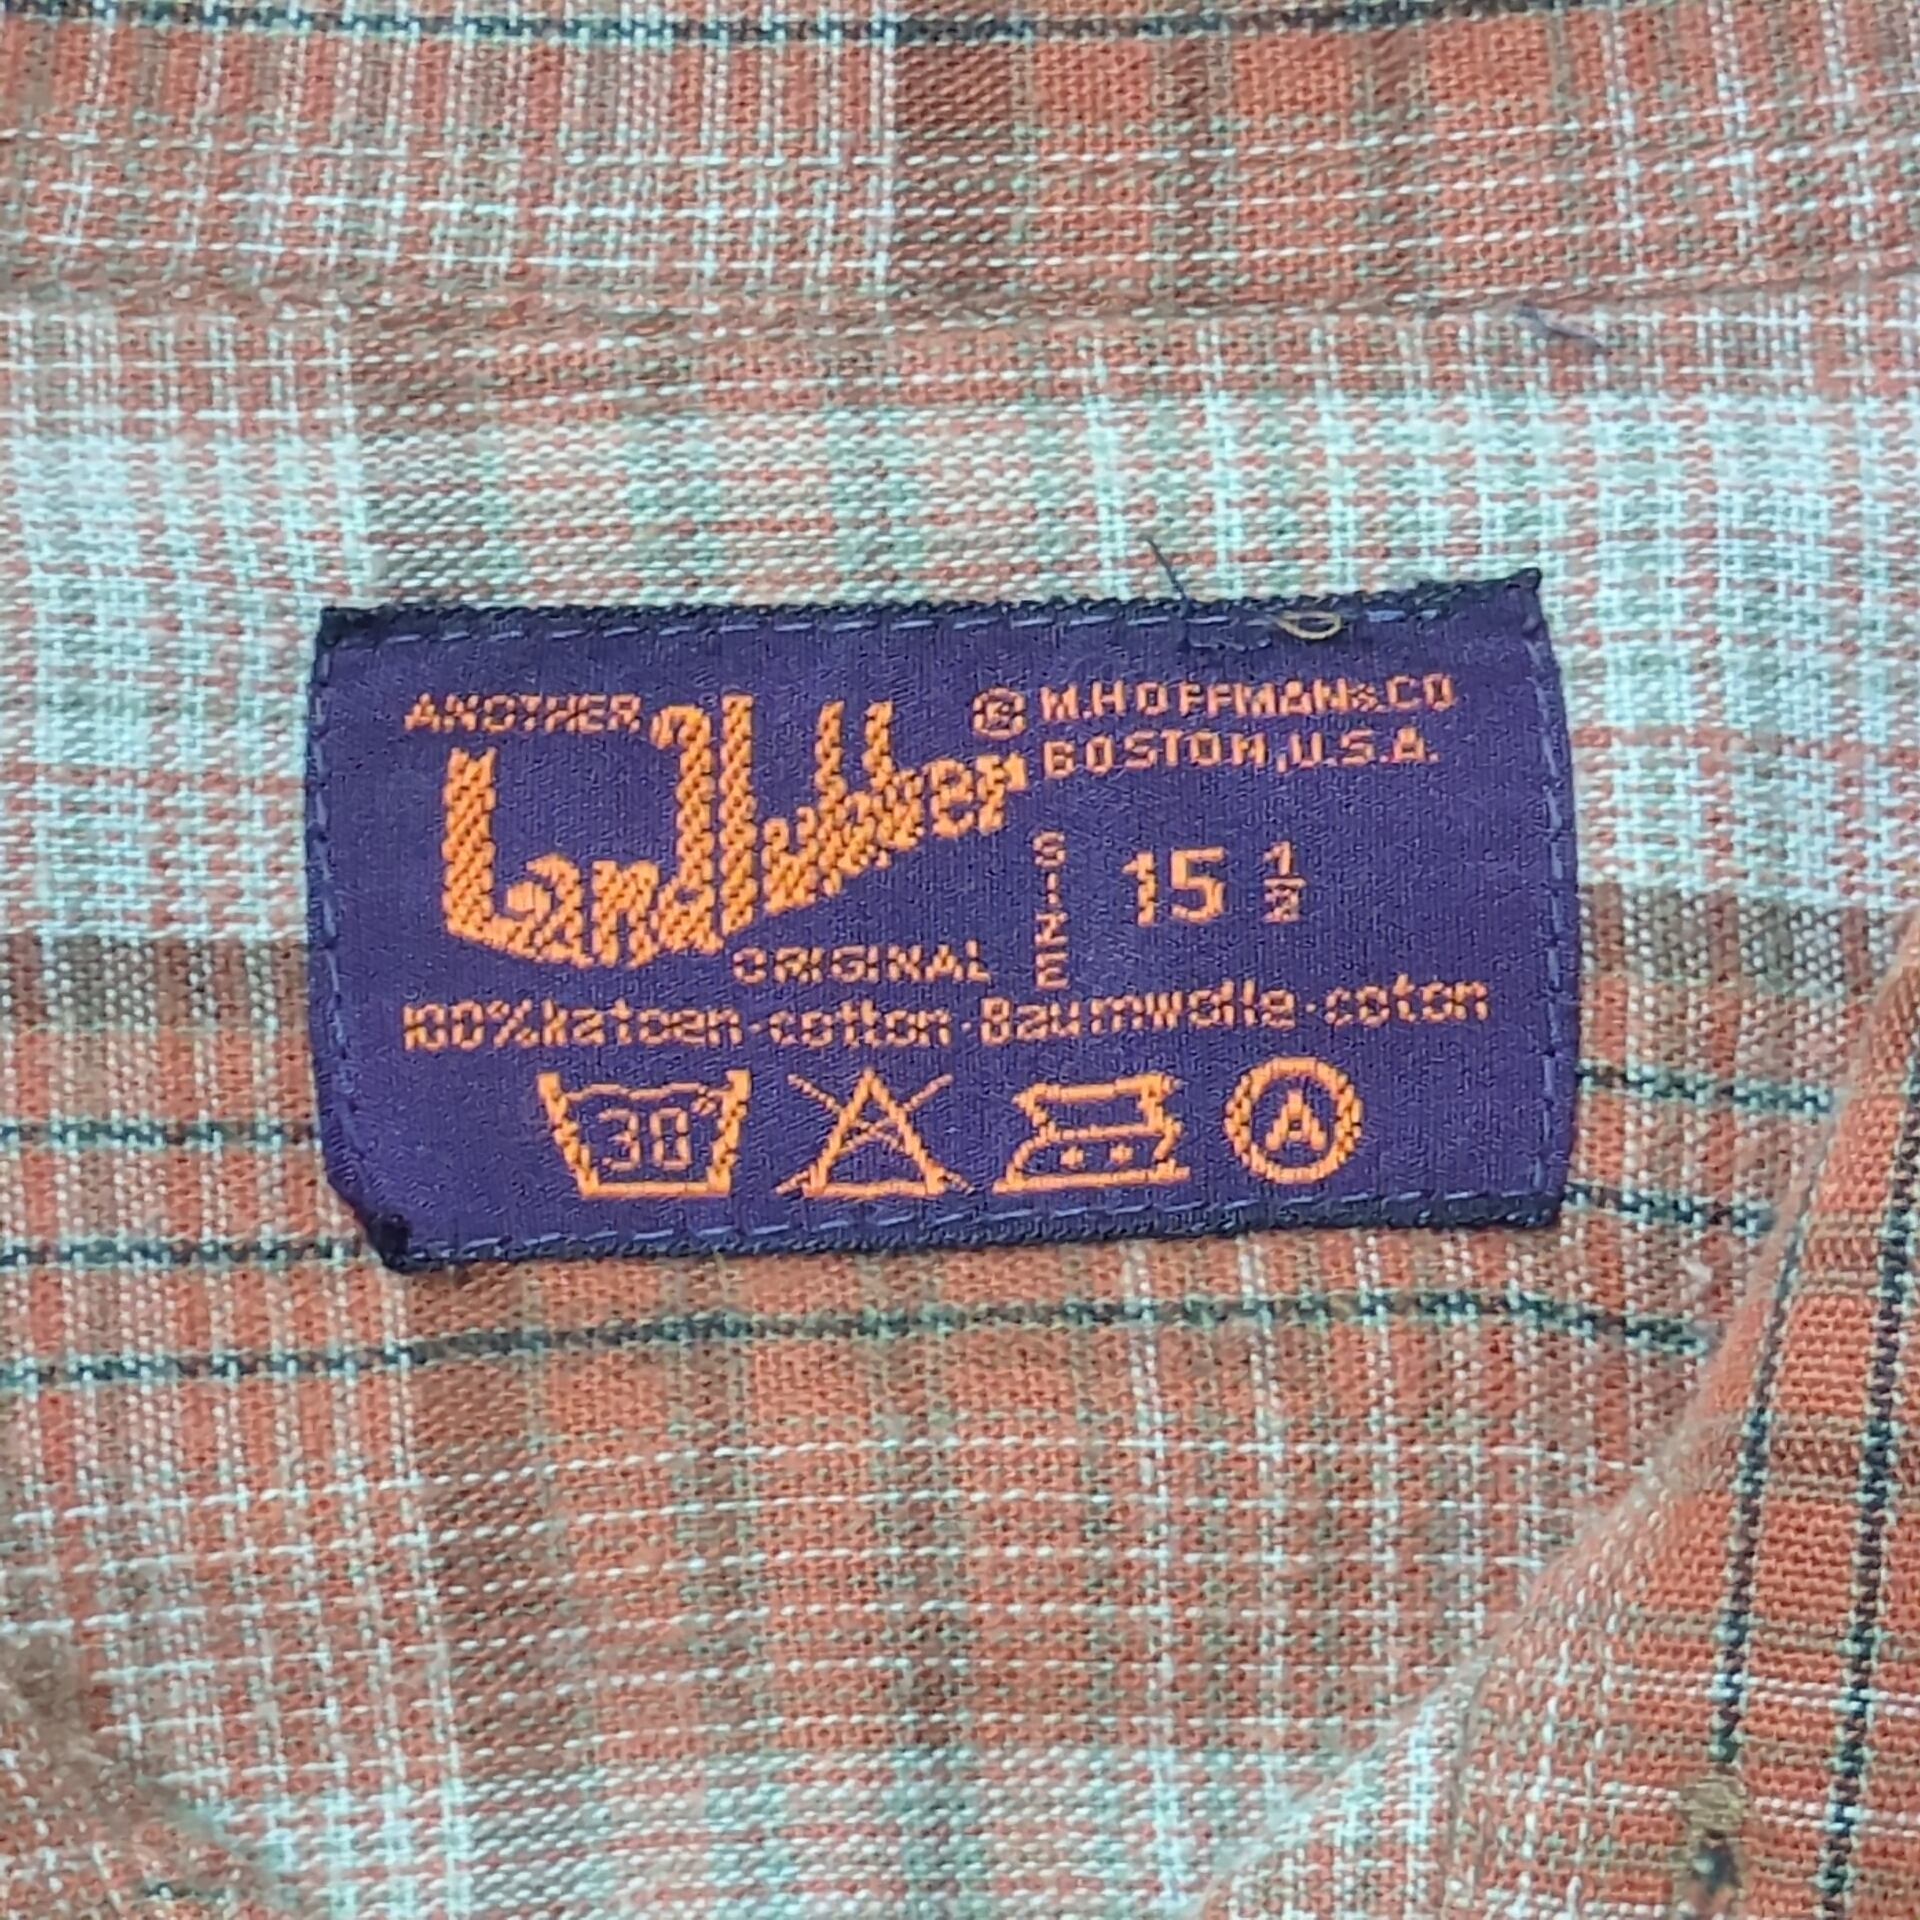 ANOTHER
Landlubber
ORIGINAL
® M.HOFFMAN&CO
BOSTON, U.S.A.
SIZE 15 1/2
100% katoen·cotton·Baumwolle·coton
30°
A